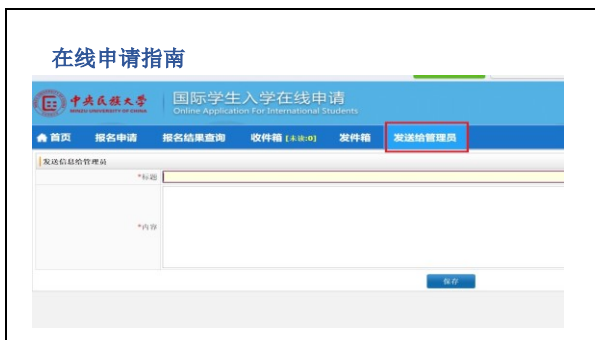 在线申请指南
中央民族大学
MINZU UNIVERSITY OF CHINA
国际学生入学在线申请
Online Application For International Students
首页 报名申请 报名结果查询 收件箱 [未读:0] 发件箱 发送给管理员
发送信息给管理员
*标题
*内容
保存